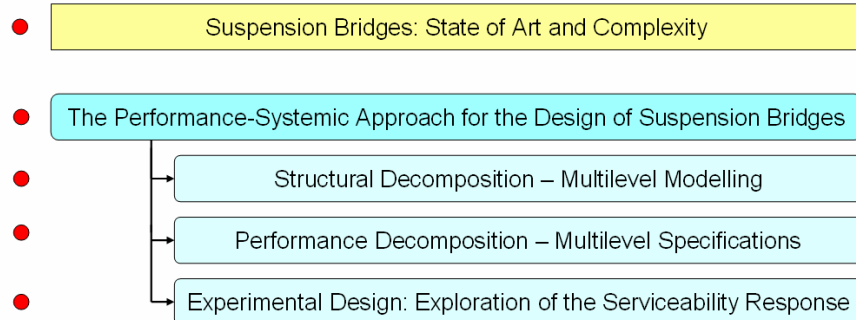 Suspension Bridges: State of Art and Complexity
The Performance-Systemic Approach for the Design of Suspension Bridges
Structural Decomposition – Multilevel Modelling
Performance Decomposition – Multilevel Specifications
Experimental Design: Exploration of the Serviceability Response